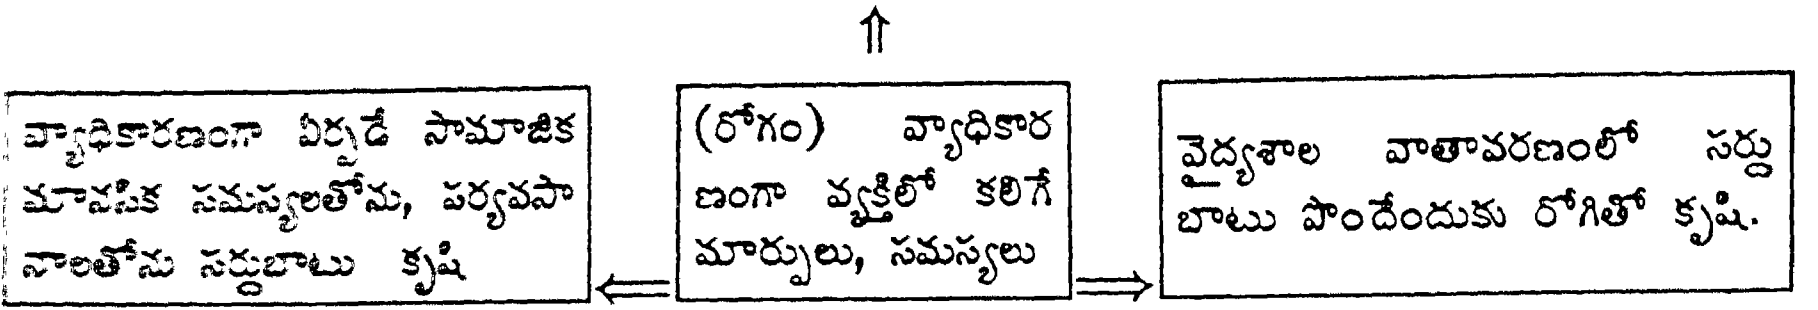 వ్యాధికారణంగా ఏర్పడే సామాజిక
మానసిక సమస్యలతోను, పర్యవసా
నాలతోను సర్దుబాటు కృషి
(రోగం) వ్యాధికార
ణంగా వ్యక్తిలో కలిగే
మార్పులు, సమస్యలు
వైద్యశాల వాతావరణంలో సర్దు
బాటు పొందేందుకు రోగితో కృషి.